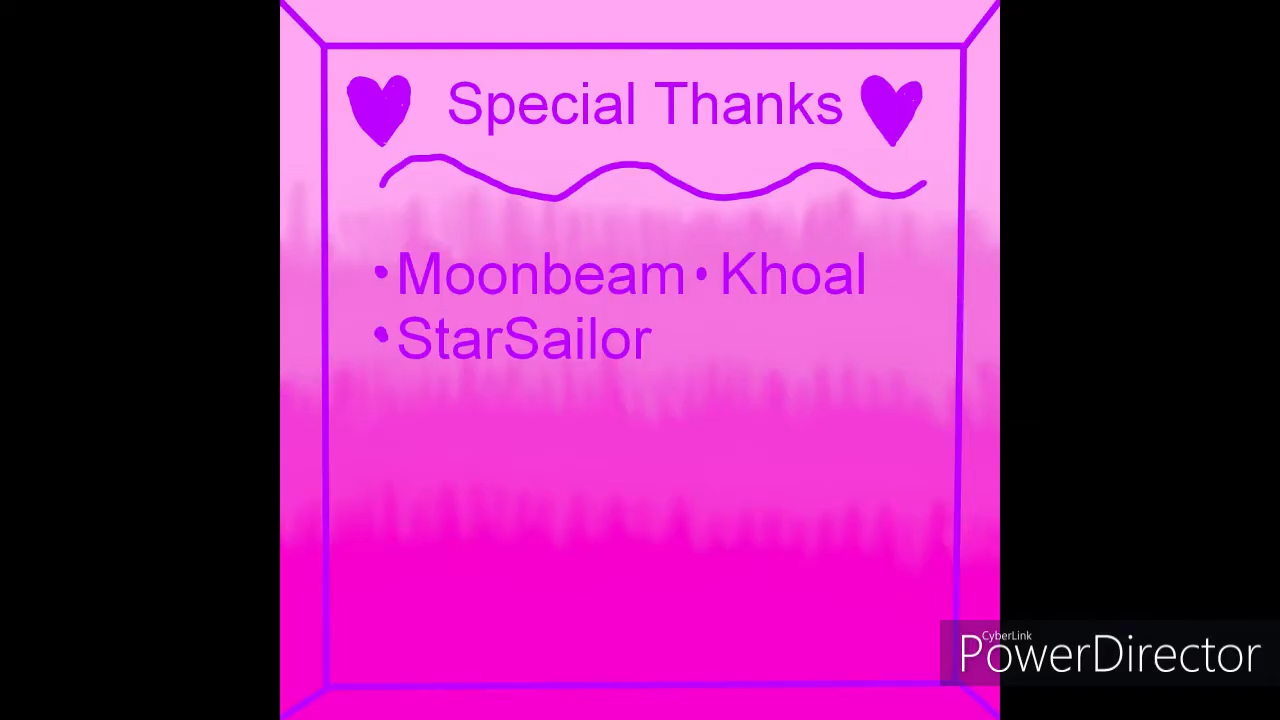 Special Thanks
•Moonbeam• Khoal
•StarSailor
CyberLink
PowerDirector